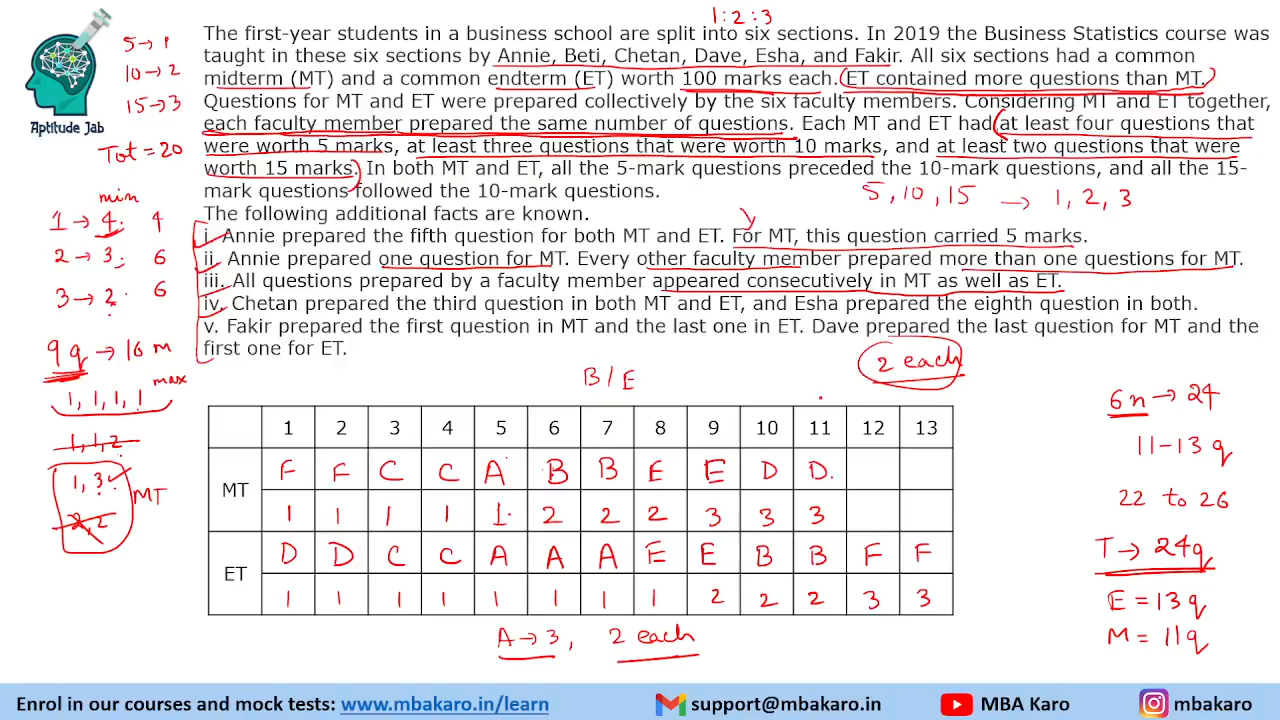 1:2:3
The first-year students in a business school are split into six sections. In 2019 the Business Statistics course was
taught in these six sections by Annie, Beti, Chetan, Dave, Esha, and Fakir. All six sections had a common
midterm (MT) and a common endterm (ET) worth 100 marks each. (ET contained more questions than MT.)
Questions for MT and ET were prepared collectively by the six faculty members. Considering MT and ET together,
each faculty member prepared the same number of questions. Each MT and ET had at least four questions that
were worth 5 marks, at least three questions that were worth 10 marks, and at least two questions that were
worth 15 marks. In both MT and ET, all the 5-mark questions preceded the 10-mark questions, and all the 15-
mark questions followed the 10-mark questions.
5, 10, 15 → 1, 2, 3
The following additional facts are known.
i. Annie prepared the fifth question for both MT and ET. For MT, this question carried 5 marks.
ii. Annie prepared one question for MT. Every other faculty member prepared more than one questions for MT.
iii. All questions prepared by a faculty member appeared consecutively in MT as well as ET.
iv. Chetan prepared the third question in both MT and ET, and Esha prepared the eighth question in both.
v. Fakir prepared the first question in MT and the last one in ET. Dave prepared the last question for MT and the
first one for ET.
Aptitude Jab
5 → 1
10 → 2
15 → 3
Tot = 20
min
1 → 4 4
2 → 3 6
3 → 2 6
9 q → 16 m
max
1, 1, 1, 1
1, 1, 2
1, 3
MT
2, 2
2 each
B / E
1 2 3 4 5 6 7 8 9 10 11 12 13
MT
F F C C A B B E E D D
1 1 1 1 1 2 2 2 3 3 3
ET
D D C C A A A E E B B F F
1 1 1 1 1 1 1 1 2 2 2 3 3
A → 3, 2 each
6n → 24
11-13 q
22 to 26
T → 24q
E = 13q
M = 11q
Enrol in our courses and mock tests: www.mbakaro.in/learn
support@mbakaro.in
MBA Karo
mbakaro